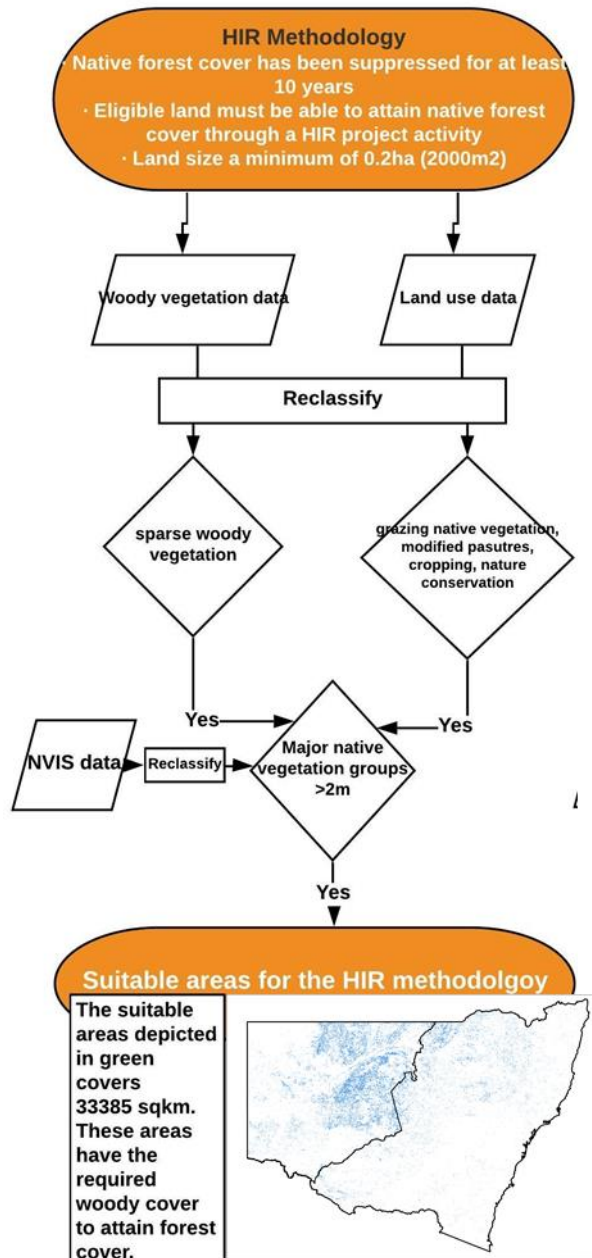 HIR Methodology
· Native forest cover has been suppressed for at least
10 years
· Eligible land must be able to attain native forest
cover through a HIR project activity
· Land size a minimum of 0.2ha (2000m2)
Woody vegetation data
Land use data
Reclassify
sparse woody
vegetation
grazing native vegetation,
modified pasutres,
cropping, nature
conservation
Yes
Yes
NVIS data
Reclassify
Major native
vegetation groups
>2m
Yes
Suitable areas for the HIR methodolgoy
The suitable
areas depicted
in green
covers
33385 sqkm.
These areas
have the
required
woody cover
to attain forest
cover.